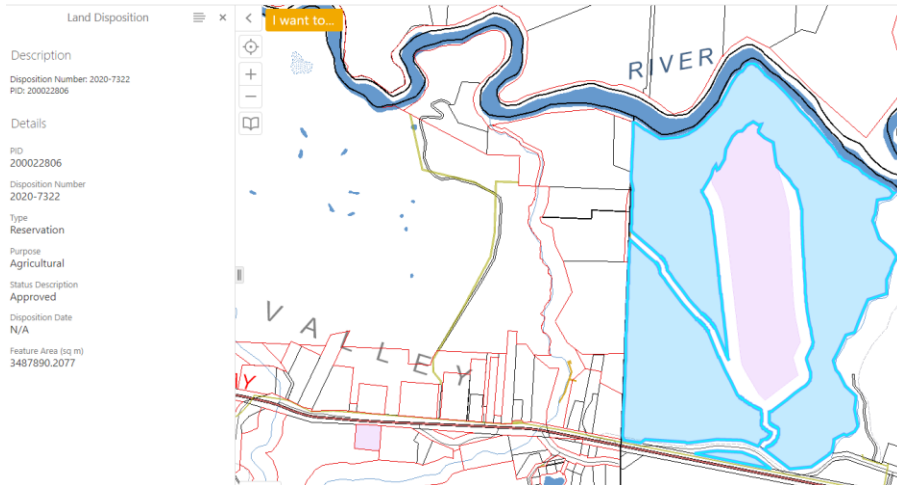 Land Disposition
I want to...
Description
Disposition Number: 2020-7322
PID: 200022806
Details
PID
200022806
Disposition Number
2020-7322
Type
Reservation
Purpose
Agricultural
Status Description
Approved
Disposition Date
N/A
Feature Area (sq m)
3487890.2077
RIVER
VALLEY